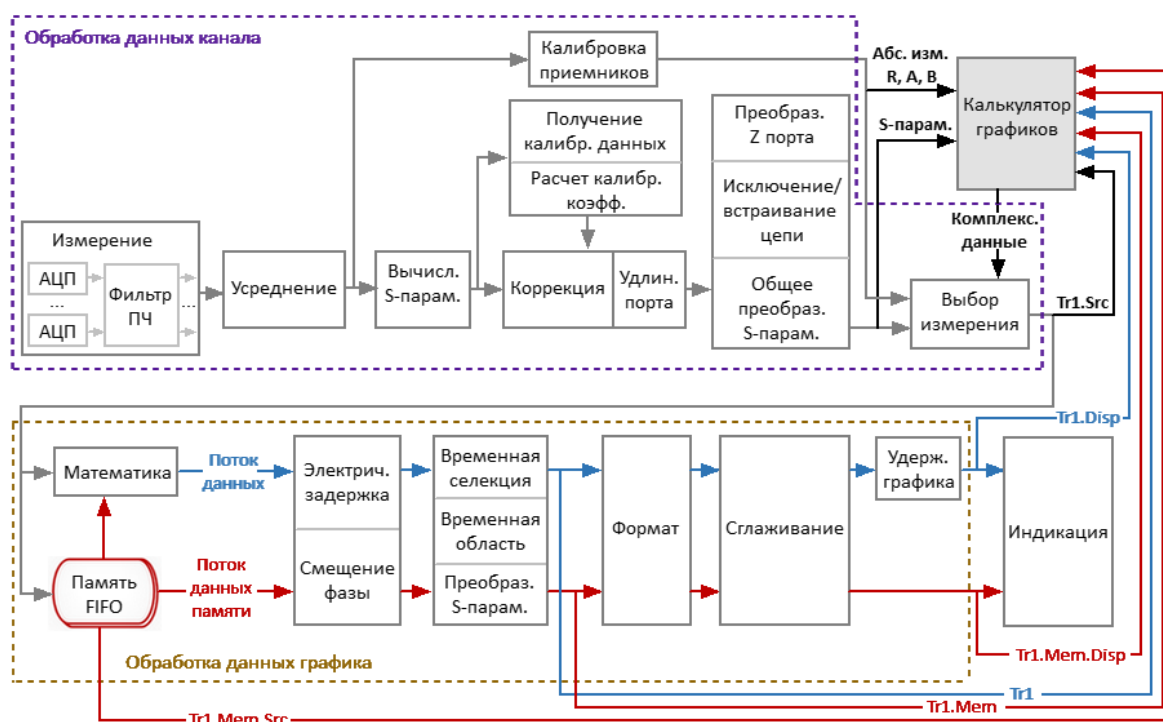 Обработка данных канала
Калибровка
приемников
Абс. изм.
R, A, B
S-парам.
Калькулятор
графиков
Получение
калибр. данных
Расчет калибр.
коэфф.
Преобраз.
Z порта
Исключение/
встраивание
цепи
Общее
преобраз.
S-парам.
Измерение
АЦП
...
АЦП
Фильтр
ПЧ
...
Усреднение
Вычисл.
S-парам.
Коррекция
Удлин.
порта
Комплекс.
данные
Выбор
измерения
Tr1.Src
Tr1.Disp
Математика
Поток
данных
Электрич.
задержка
Смещение
фазы
Временная
селекция
Временная
область
Преобраз.
S-парам.
Формат
Сглаживание
Удерж.
графика
Индикация
Память
FIFO
Поток
данных
памяти
Обработка данных графика
Tr1.Mem.Disp
Tr1
Tr1.Mem
Tr1.Mem.Src